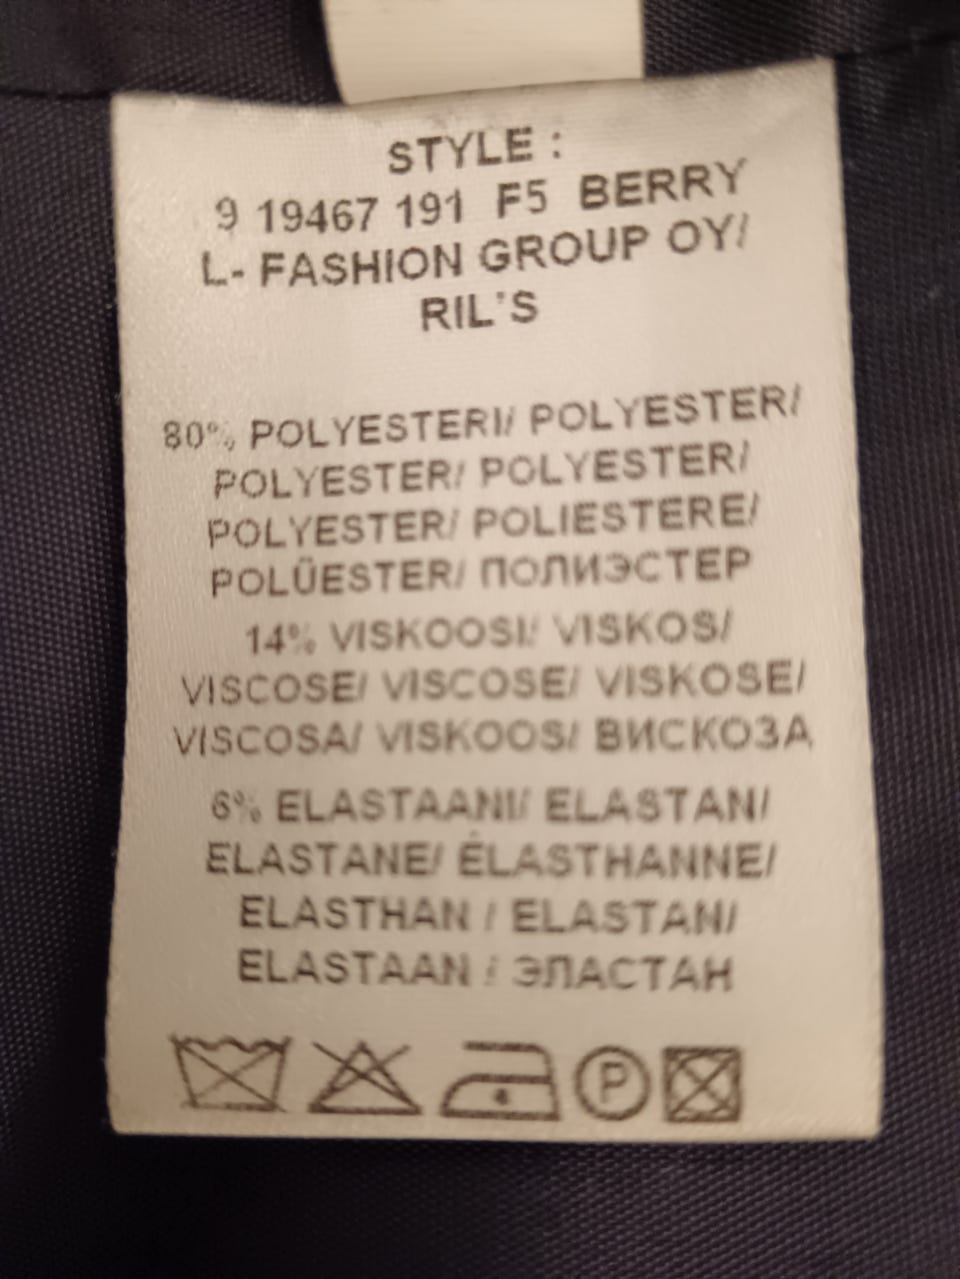 STYLE :
9 19467 191 F5 BERRY
L- FASHION GROUP OY/
RIL'S
80% POLYESTERI/ POLYESTER/
POLYESTER/ POLYESTER/
POLYESTER/ POLIESTERE/
POLÜESTER/ ПОЛИЭСТЕР
14% VISKOOSI/ VISKOS/
VISCOSE/ VISCOSE/ VISKOSE/
VISCOSA/ VISKOOS/ ВИСКОЗА
6% ELASTAANI/ ELASTAN/
ELASTANE/ ÉLASTHANNE/
ELASTHAN / ELASTAN/
ELASTAAN / ЭЛАСТАН
P